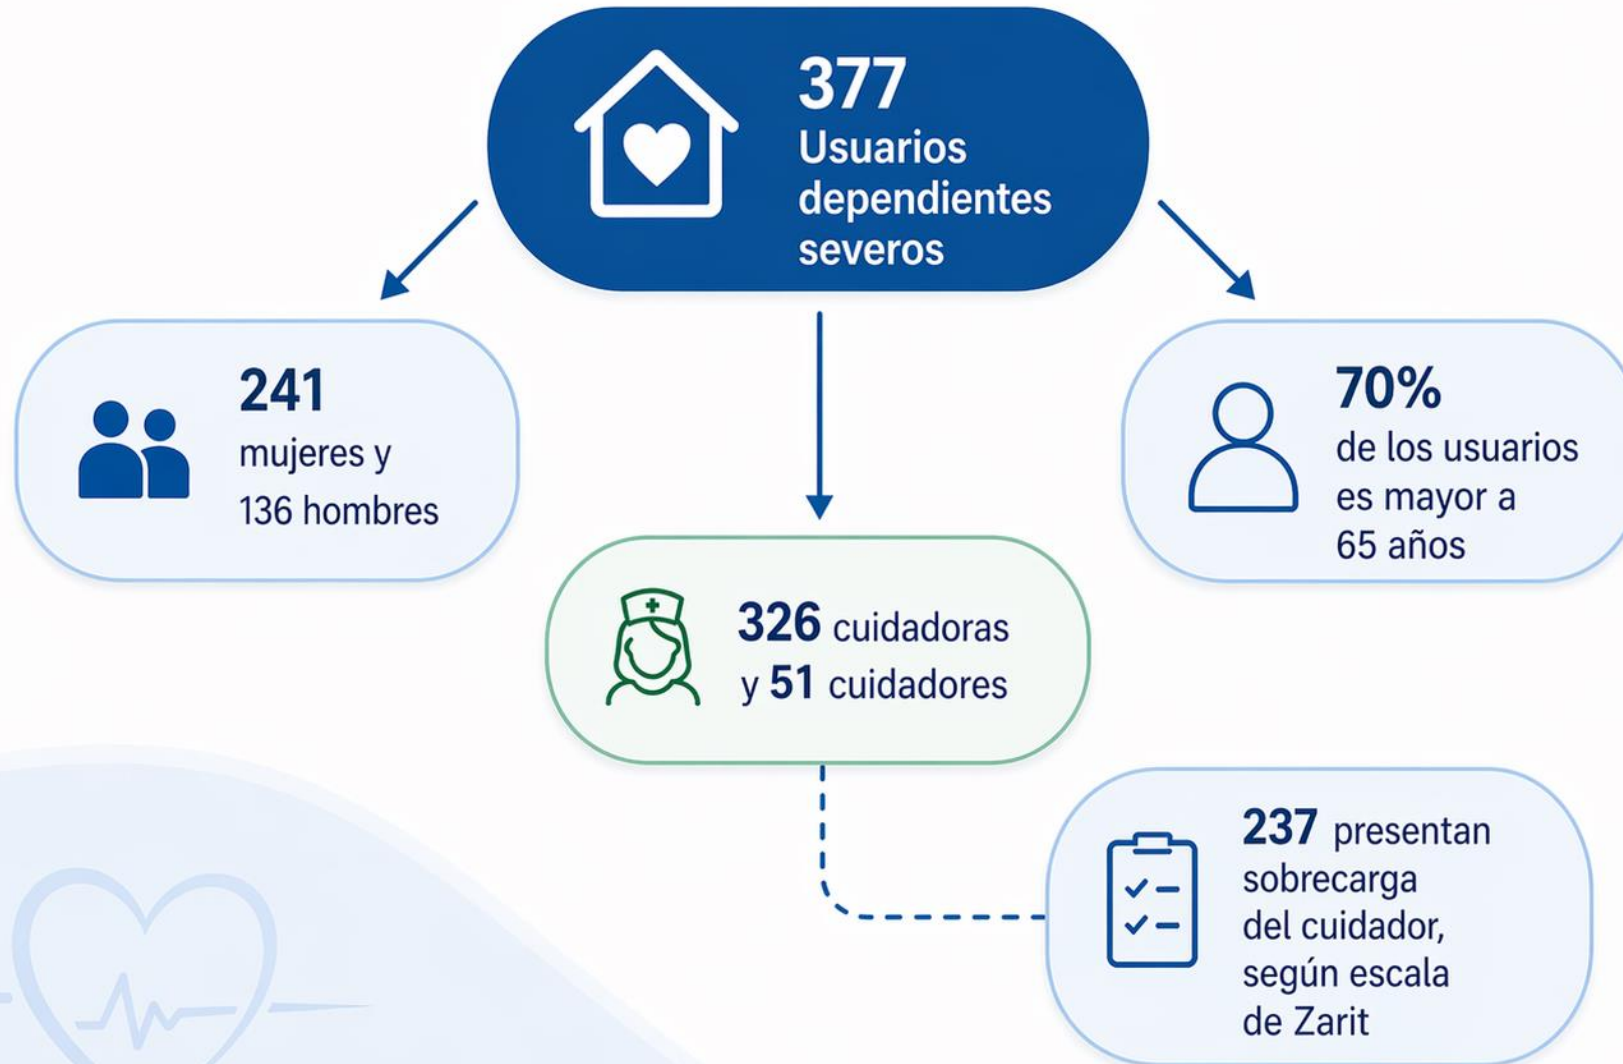 377
Usuarios
dependientes
severos
241
mujeres y
136 hombres
70%
de los usuarios
es mayor a
65 años
326 cuidadoras
y 51 cuidadores
237 presentan
sobrecarga
del cuidador,
según escala
de Zarit